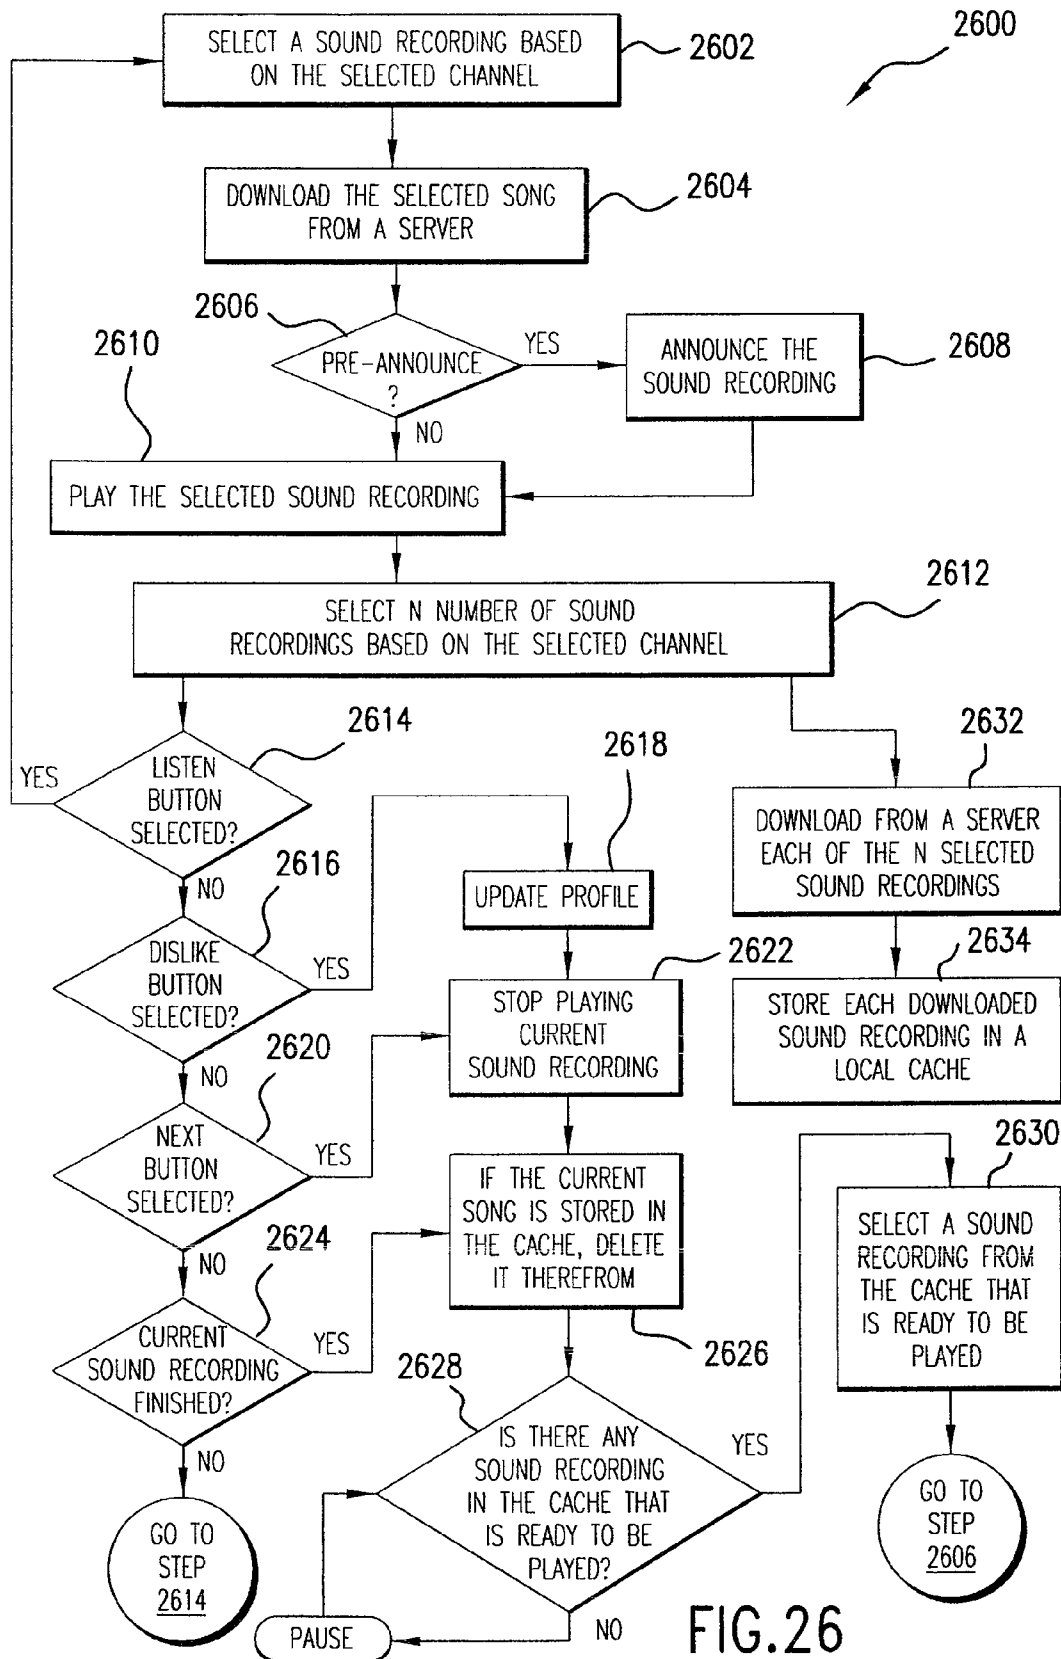 2600
SELECT A SOUND RECORDING BASED
ON THE SELECTED CHANNEL
2602
DOWNLOAD THE SELECTED SONG
FROM A SERVER
2604
2606
PRE-ANNOUNCE
?
YES
NO
ANNOUNCE THE
SOUND RECORDING
2608
2610
PLAY THE SELECTED SOUND RECORDING
SELECT N NUMBER OF SOUND
RECORDINGS BASED ON THE SELECTED CHANNEL
2612
2614
LISTEN
BUTTON
SELECTED?
YES
NO
2616
DISLIKE
BUTTON
SELECTED?
YES
NO
2618
UPDATE PROFILE
2620
NEXT
BUTTON
SELECTED?
YES
NO
2622
STOP PLAYING
CURRENT
SOUND RECORDING
2624
CURRENT
SOUND RECORDING
FINISHED?
YES
NO
GO TO
STEP
2614
IF THE CURRENT
SONG IS STORED IN
THE CACHE, DELETE
IT THEREFROM
2626
2628
IS THERE ANY
SOUND RECORDING
IN THE CACHE THAT
IS READY TO BE
PLAYED?
YES
NO
PAUSE
2632
DOWNLOAD FROM A SERVER
EACH OF THE N SELECTED
SOUND RECORDINGS
2634
STORE EACH DOWNLOADED
SOUND RECORDING IN A
LOCAL CACHE
2630
SELECT A SOUND
RECORDING FROM
THE CACHE THAT
IS READY TO BE
PLAYED
GO TO
STEP
2606
FIG.26